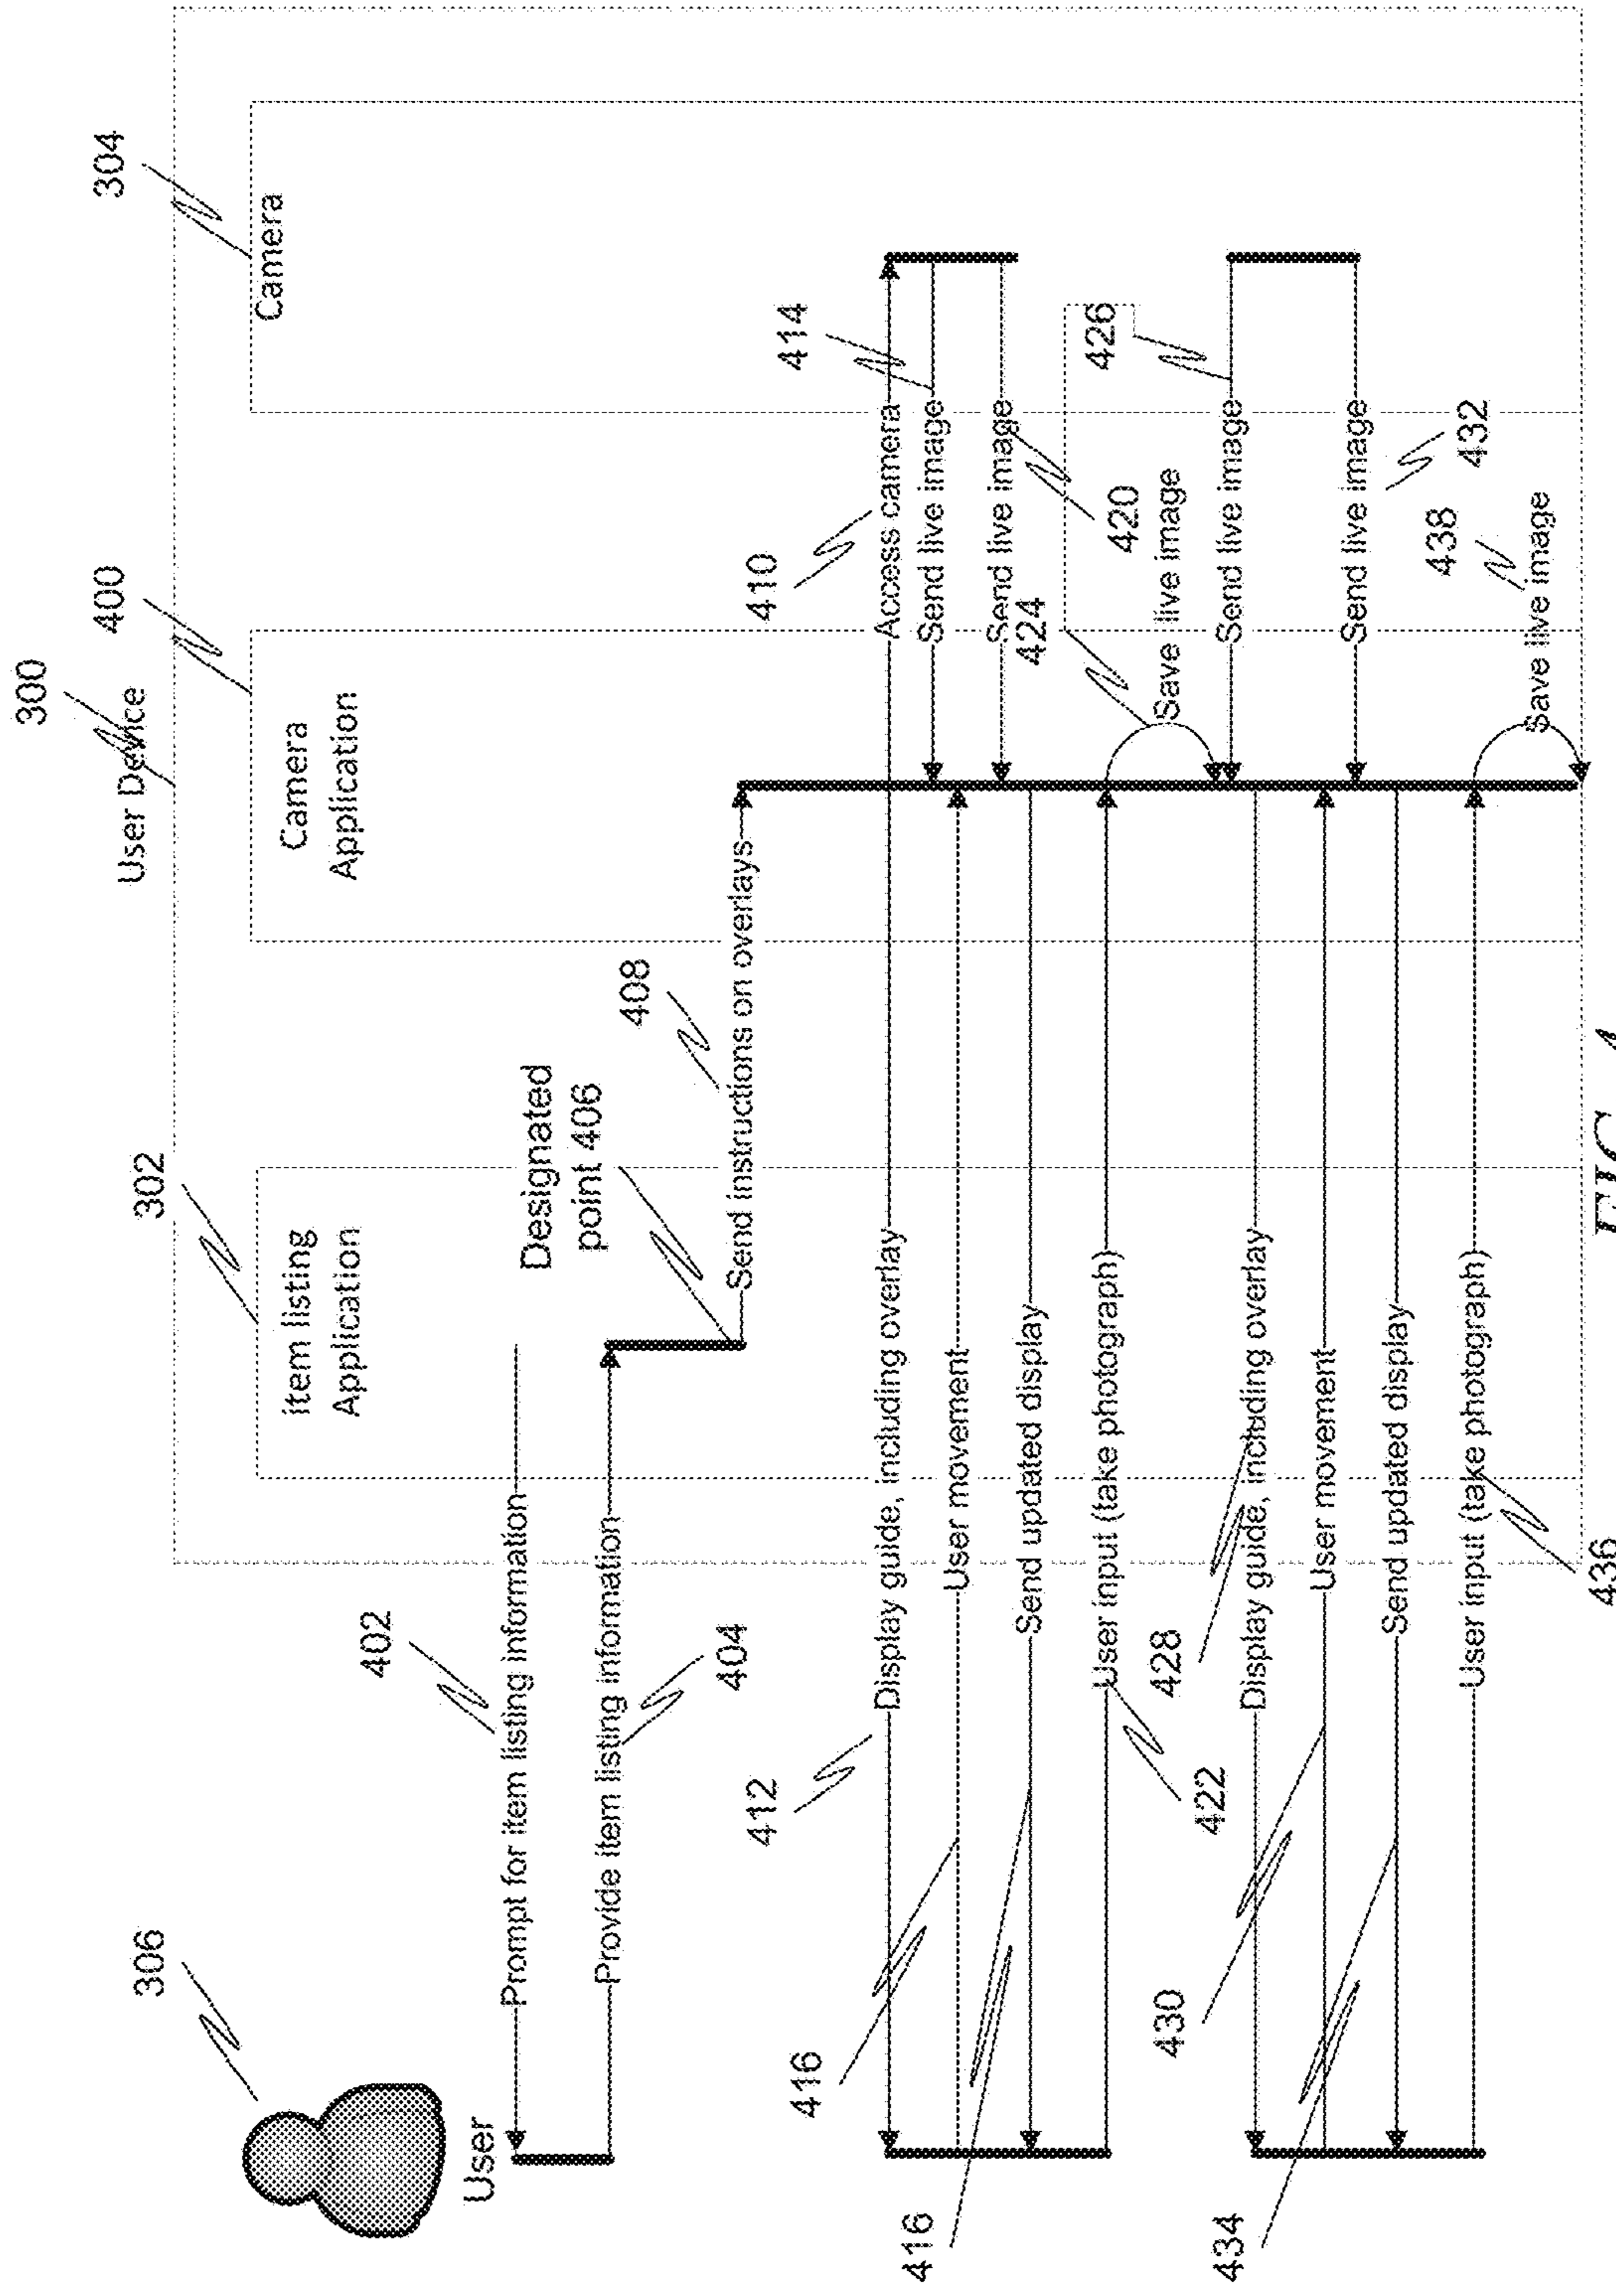 300
User Device
306
User
302
item listing
Application
400
Camera
Application
304
Camera
402
Prompt for item listing information
Provide item listing information
404
Designated
point 406
408
Send instructions on overlays
412
Display guide, including overlay
410
Access camera
414
Send live image
416
User movement
Send live image
420
416
Send updated display
User input (take photograph)
422
424
Save live image
426
Send live image
428
Display guide, including overlay
430
User movement
Send live image
432
434
Send updated display
User input (take photograph)
436
438
Save live image
FIG. 4